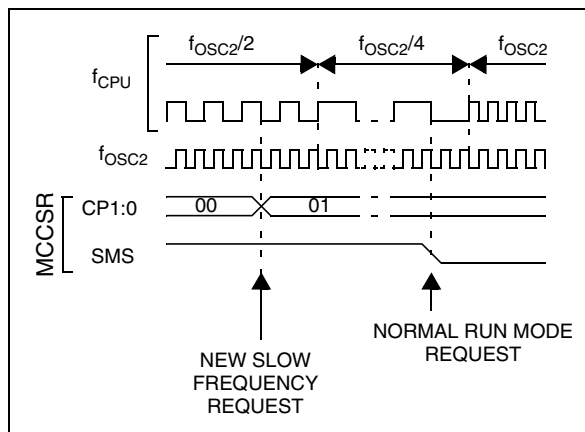 fOSC2/2 fOSC2/4 fOSC2
fCPU
fOSC2
MCCSR
CP1:0 00 01
SMS
NEW SLOW
FREQUENCY
REQUEST
NORMAL RUN MODE
REQUEST